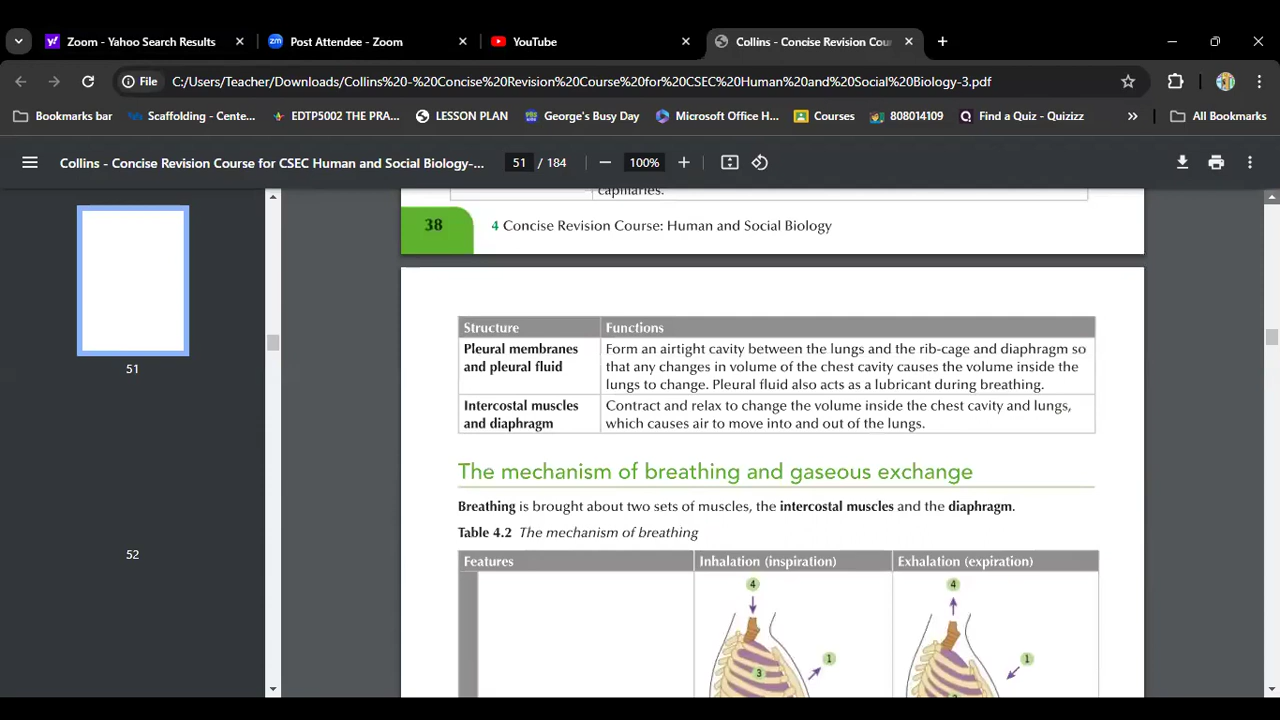 Zoom - Yahoo Search Results
Post Attendee - Zoom
YouTube
Collins - Concise Revision Cour
File
C:/Users/Teacher/Downloads/Collins%20-%20Concise%20Revision%20Course%20for%20CSEC%20Human%20and%20Social%20Biology-3.pdf
Bookmarks bar
Scaffolding - Cente...
EDTP5002 THE PRA...
LESSON PLAN
George's Busy Day
Microsoft Office H...
Courses
808014109
Find a Quiz - Quizizz
All Bookmarks
Collins - Concise Revision Course for CSEC Human and Social Biology-...
51 / 184
100%
51
52
capillaries.
38
4 Concise Revision Course: Human and Social Biology
Structure Functions
Pleural membranes
and pleural fluid
Form an airtight cavity between the lungs and the rib-cage and diaphragm so
that any changes in volume of the chest cavity causes the volume inside the
lungs to change. Pleural fluid also acts as a lubricant during breathing.
Intercostal muscles
and diaphragm
Contract and relax to change the volume inside the chest cavity and lungs,
which causes air to move into and out of the lungs.
The mechanism of breathing and gaseous exchange
Breathing is brought about two sets of muscles, the intercostal muscles and the diaphragm.
Table 4.2 The mechanism of breathing
Features Inhalation (inspiration) Exhalation (expiration)
4 4
1 1
3